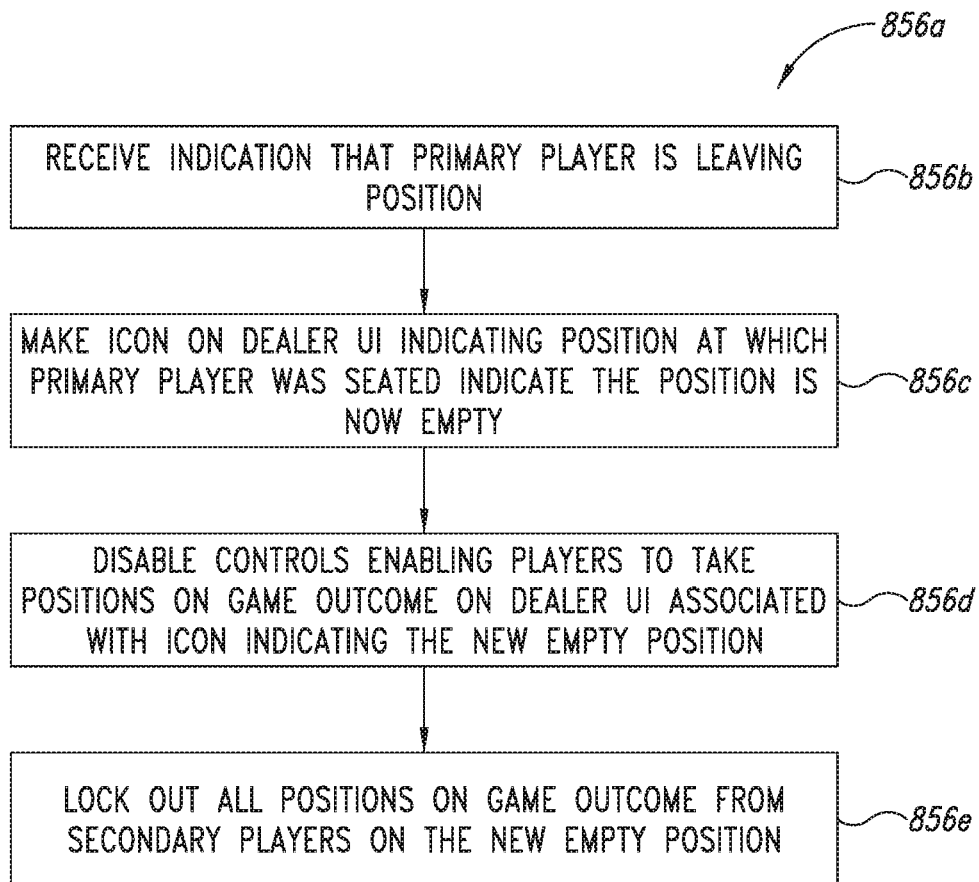 856a
RECEIVE INDICATION THAT PRIMARY PLAYER IS LEAVING
POSITION
856b
MAKE ICON ON DEALER UI INDICATING POSITION AT WHICH
PRIMARY PLAYER WAS SEATED INDICATE THE POSITION IS
NOW EMPTY
856c
DISABLE CONTROLS ENABLING PLAYERS TO TAKE
POSITIONS ON GAME OUTCOME ON DEALER UI ASSOCIATED
WITH ICON INDICATING THE NEW EMPTY POSITION
856d
LOCK OUT ALL POSITIONS ON GAME OUTCOME FROM
SECONDARY PLAYERS ON THE NEW EMPTY POSITION
856e